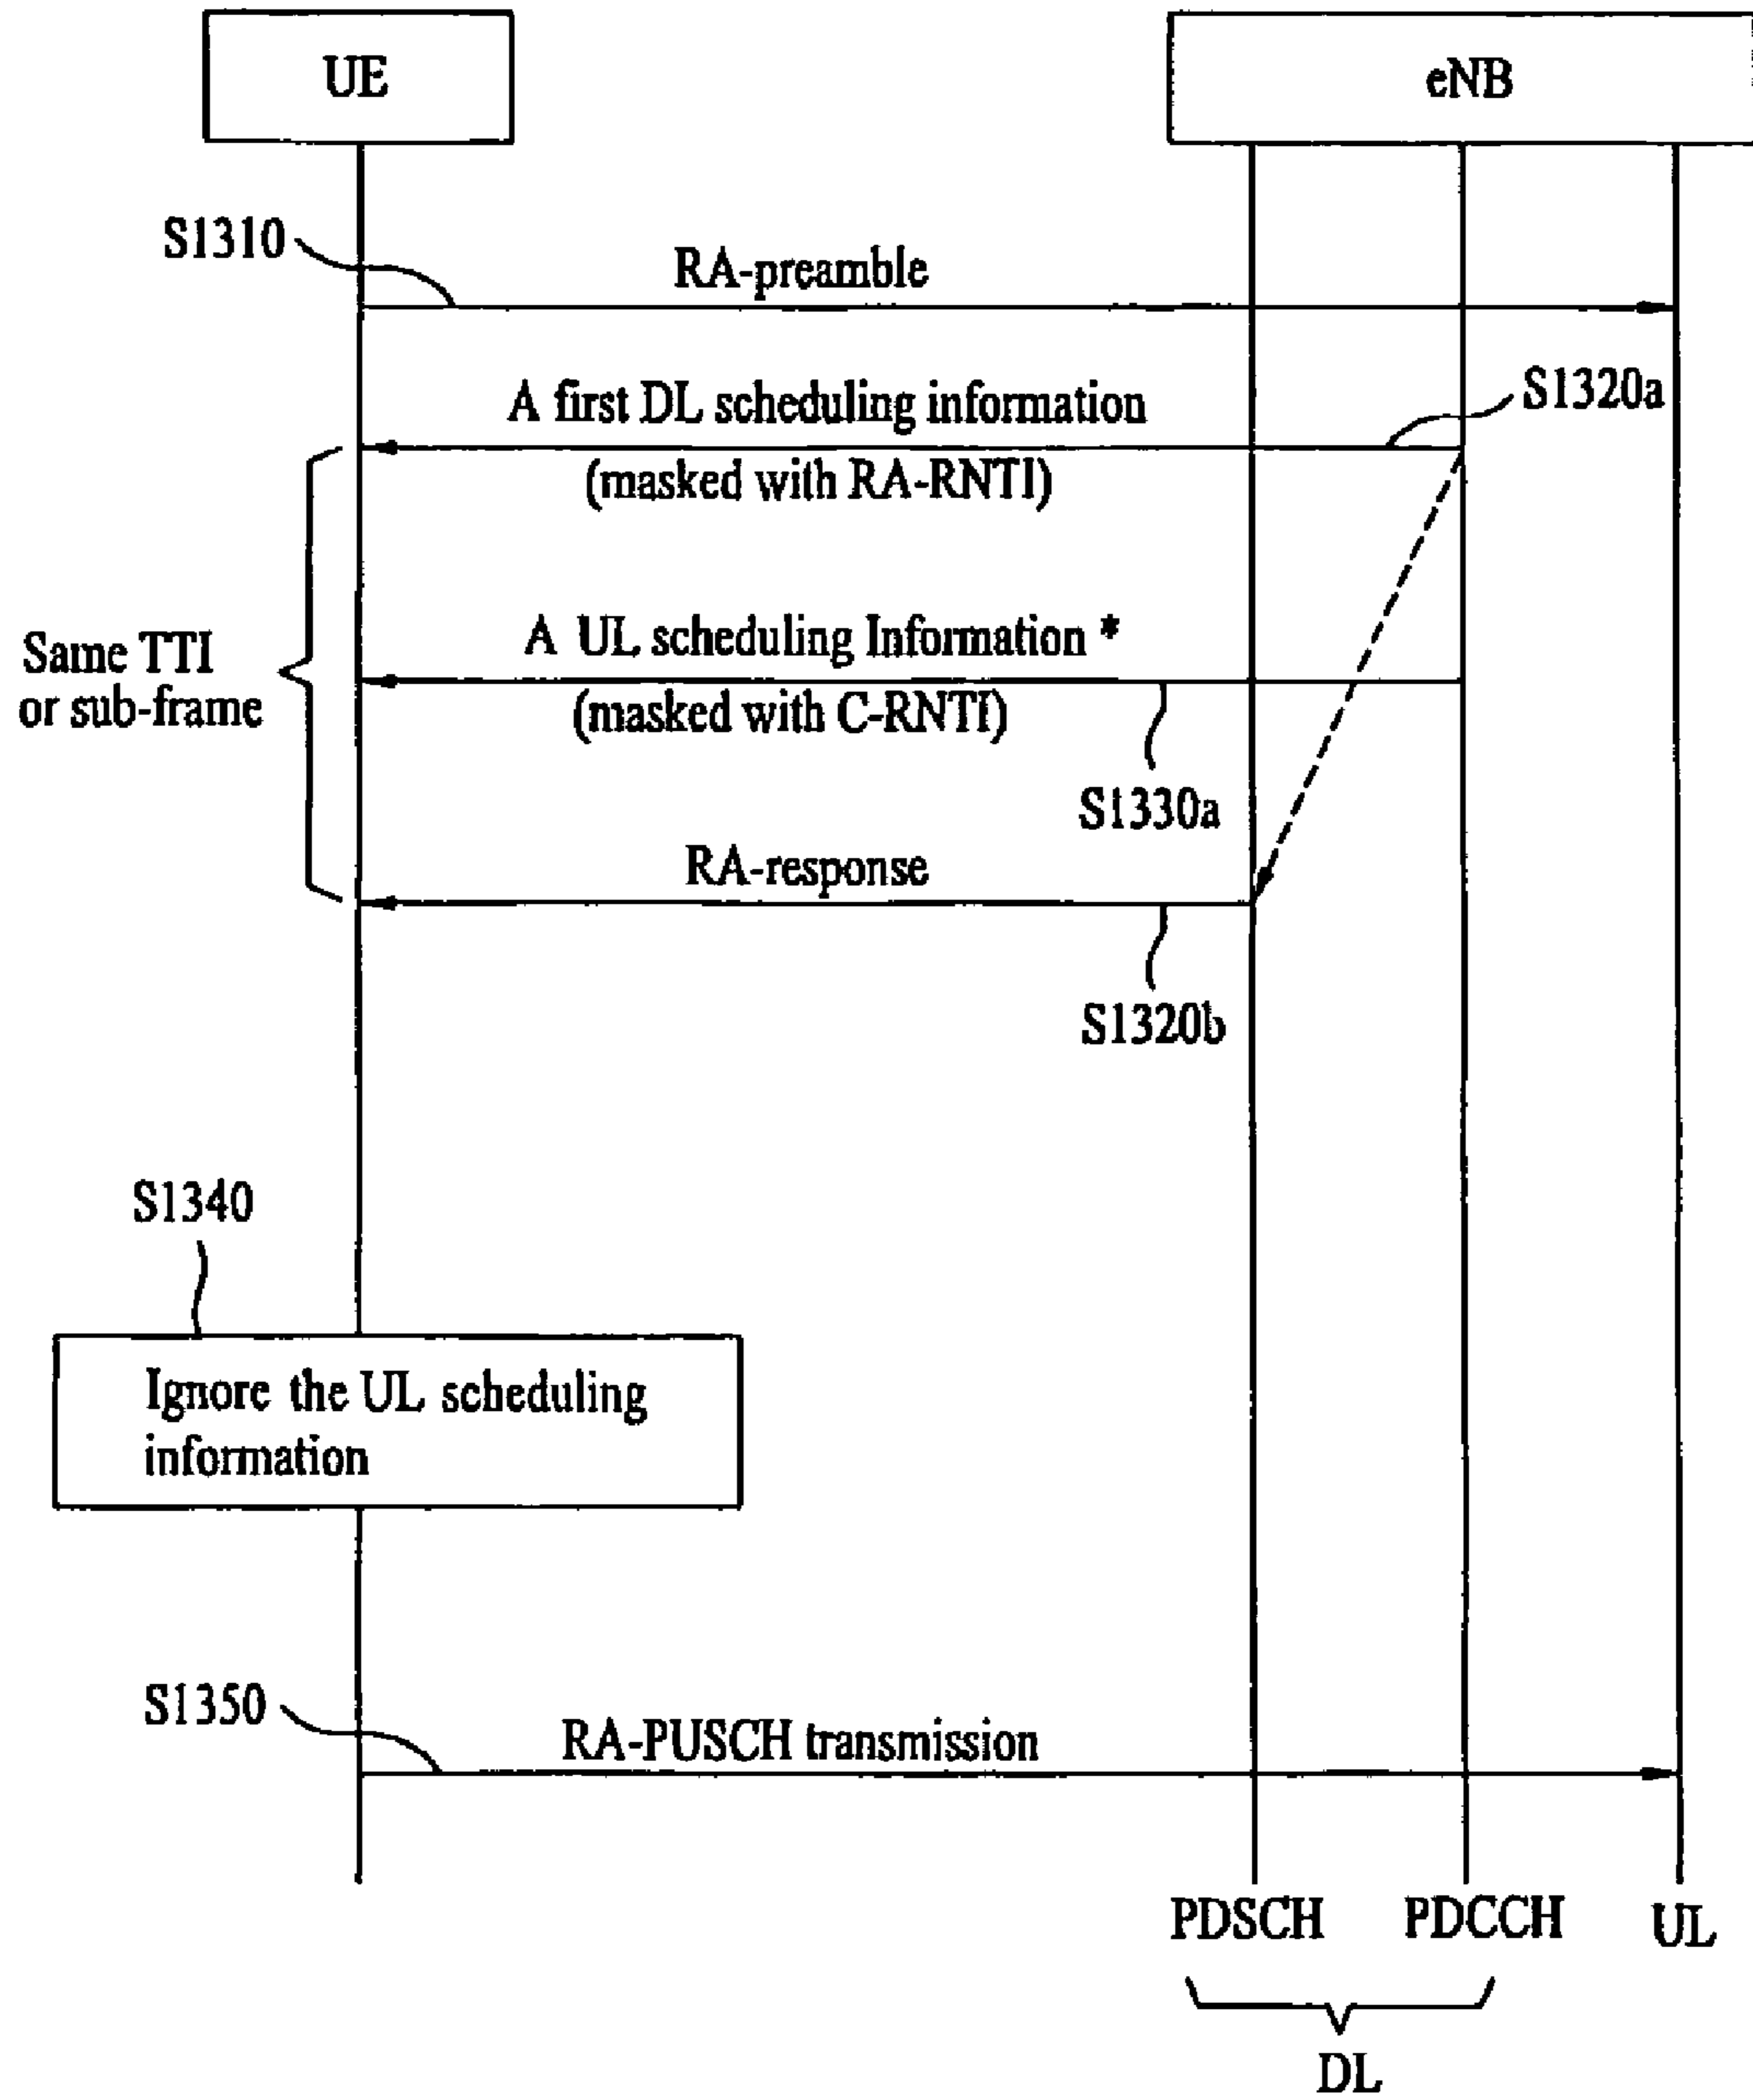 UE
eNB
S1310
RA-preamble
A first DL scheduling information
S1320a
(masked with RA-RNTI)
A UL scheduling Information *
Same TTI
or sub-frame
(masked with C-RNTI)
S1330a
RA-response
S1320b
S1340
Ignore the UL scheduling
information
S1350
RA-PUSCH transmission
PDSCH
PDCCH
UL
DL